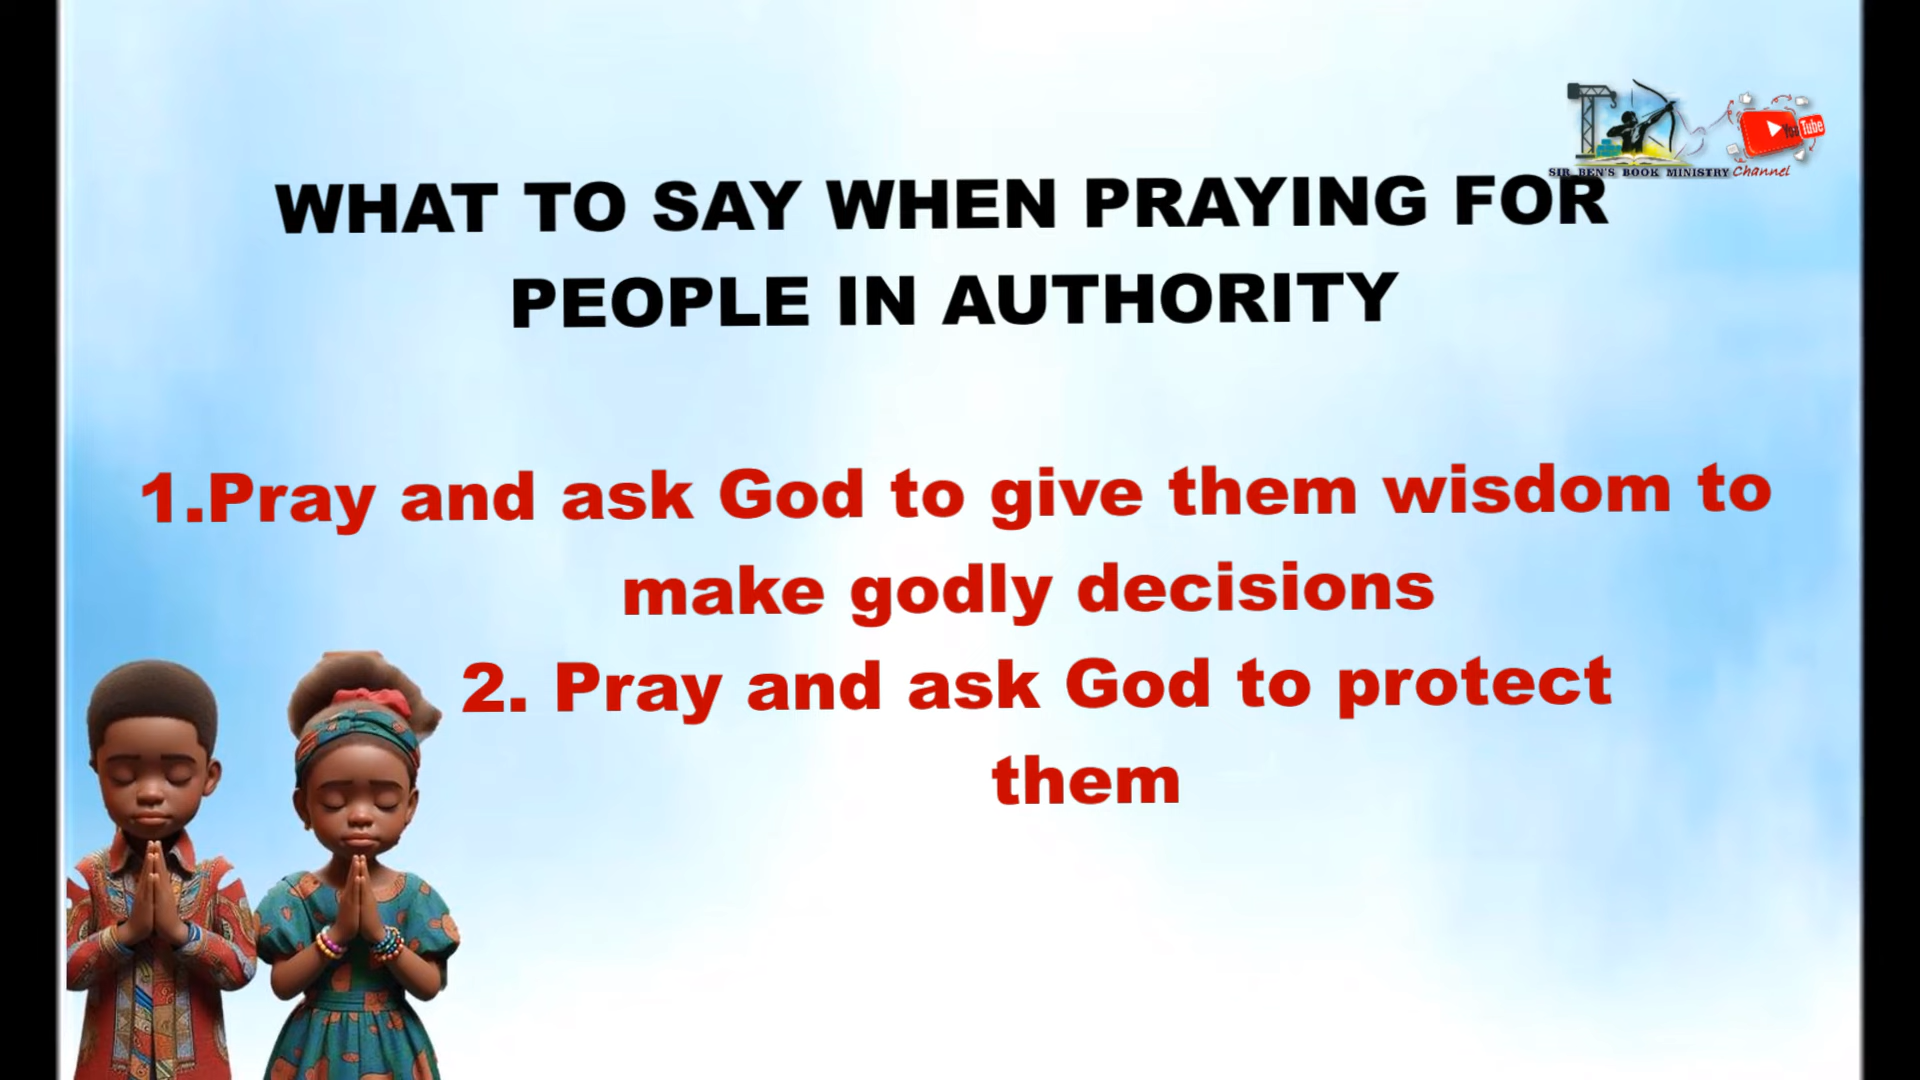 SIR BEN'S BOOK MINISTRY Channel
YouTube
WHAT TO SAY WHEN PRAYING FOR
PEOPLE IN AUTHORITY
1.Pray and ask God to give them wisdom to
make godly decisions
2. Pray and ask God to protect
them